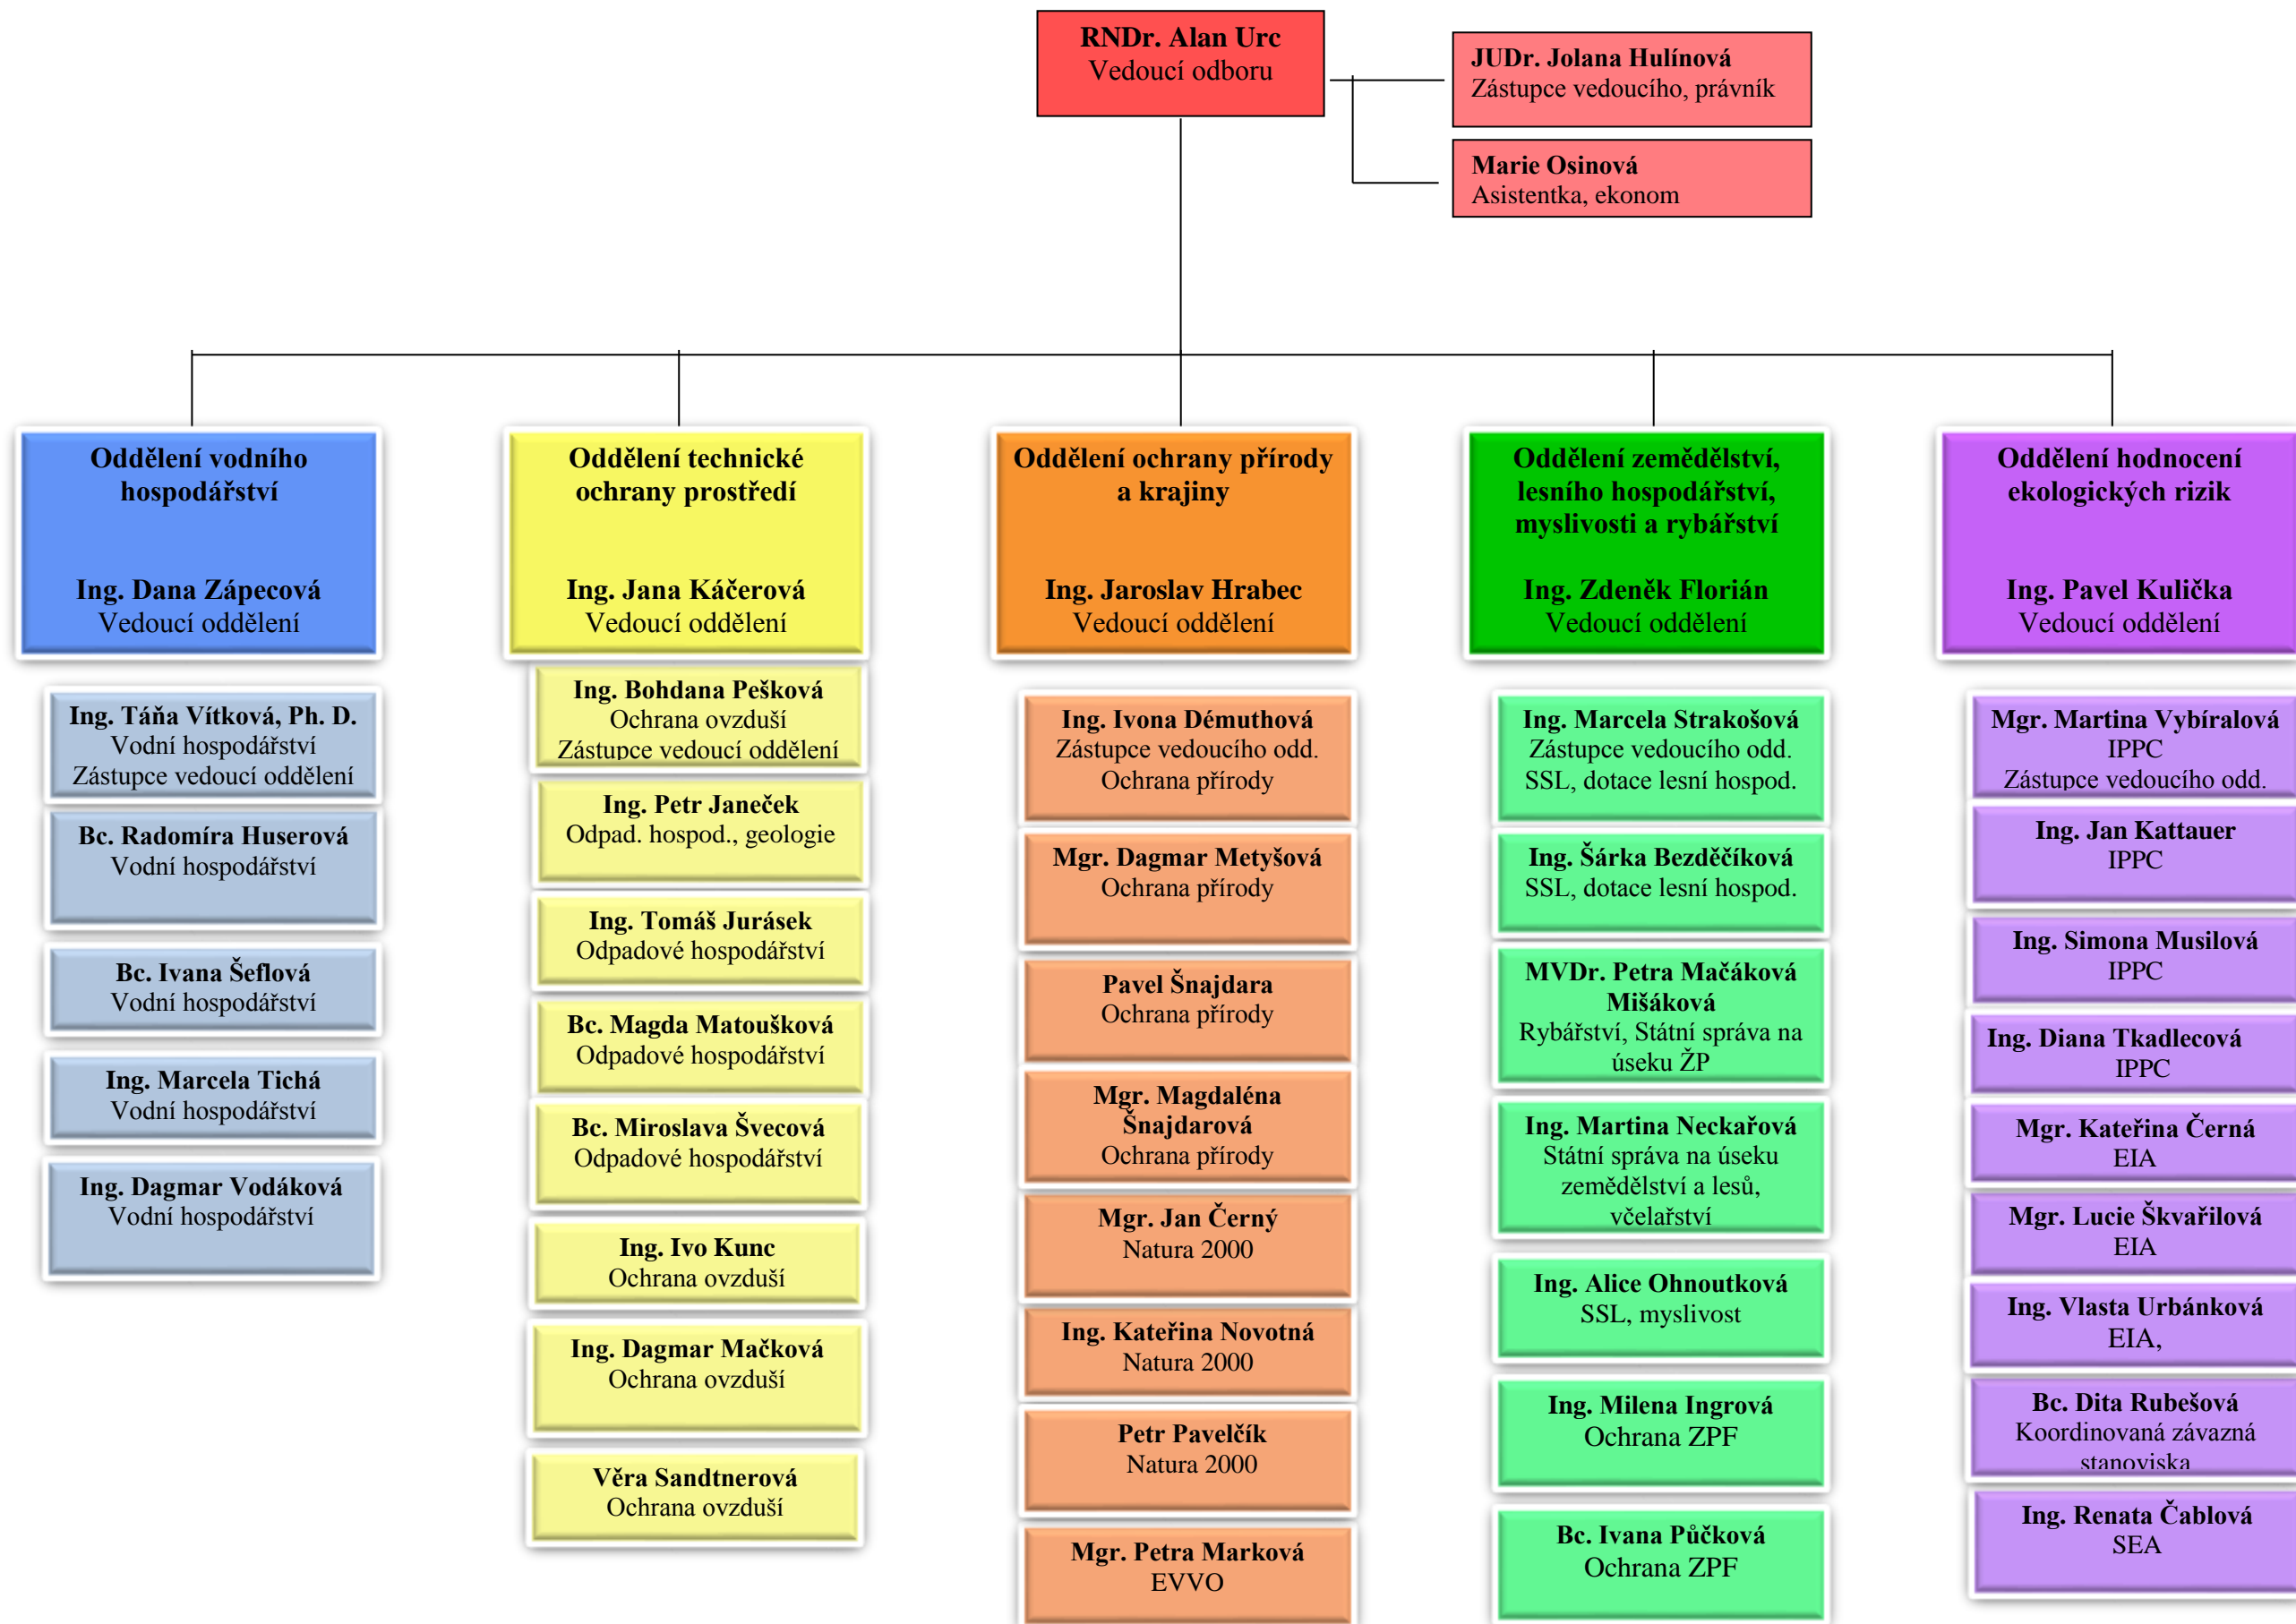 RNDr. Alan Urc
Vedoucí odboru
JUDr. Jolana Hulínová
Zástupce vedoucího, právník
Marie Osinová
Asistentka, ekonom
Oddělení vodního
hospodářství
Ing. Dana Zápecová
Vedoucí oddělení
Ing. Táňa Vítková, Ph. D.
Vodní hospodářství
Zástupce vedoucí oddělení
Bc. Radomíra Huserová
Vodní hospodářství
Bc. Ivana Šeflová
Vodní hospodářství
Ing. Marcela Tichá
Vodní hospodářství
Ing. Dagmar Vodáková
Vodní hospodářství
Oddělení technické
ochrany prostředí
Ing. Jana Káčerová
Vedoucí oddělení
Ing. Bohdana Pešková
Ochrana ovzduší
Zástupce vedoucí oddělení
Ing. Petr Janeček
Odpad. hospod., geologie
Ing. Tomáš Jurásek
Odpadové hospodářství
Bc. Magda Matoušková
Odpadové hospodářství
Bc. Miroslava Švecová
Odpadové hospodářství
Ing. Ivo Kunc
Ochrana ovzduší
Ing. Dagmar Mačková
Ochrana ovzduší
Věra Sandtnerová
Ochrana ovzduší
Oddělení ochrany přírody
a krajiny
Ing. Jaroslav Hrabec
Vedoucí oddělení
Ing. Ivona Démuthová
Zástupce vedoucího odd.
Ochrana přírody
Mgr. Dagmar Metyšová
Ochrana přírody
Pavel Šnajdara
Ochrana přírody
Mgr. Magdaléna
Šnajdarová
Ochrana přírody
Mgr. Jan Černý
Natura 2000
Ing. Kateřina Novotná
Natura 2000
Petr Pavelčík
Natura 2000
Mgr. Petra Marková
EVVO
Oddělení zemědělství,
lesního hospodářství,
myslivosti a rybářství
Ing. Zdeněk Florián
Vedoucí oddělení
Ing. Marcela Strakošová
Zástupce vedoucího odd.
SSL, dotace lesní hospod.
Ing. Šárka Bezděčíková
SSL, dotace lesní hospod.
MVDr. Petra Mačáková
Mišáková
Rybářství, Státní správa na
úseku ŽP
Ing. Martina Neckařová
Státní správa na úseku
zemědělství a lesů,
včelařství
Ing. Alice Ohnoutková
SSL, myslivost
Ing. Milena Ingrová
Ochrana ZPF
Bc. Ivana Půčková
Ochrana ZPF
Oddělení hodnocení
ekologických rizik
Ing. Pavel Kulička
Vedoucí oddělení
Mgr. Martina Vybíralová
IPPC
Zástupce vedoucího odd.
Ing. Jan Kattauer
IPPC
Ing. Simona Musilová
IPPC
Ing. Diana Tkadlecová
IPPC
Mgr. Kateřina Černá
EIA
Mgr. Lucie Škvařilová
EIA
Ing. Vlasta Urbánková
EIA,
Bc. Dita Rubešová
Koordinovaná závazná
stanoviska
Ing. Renata Čablová
SEA